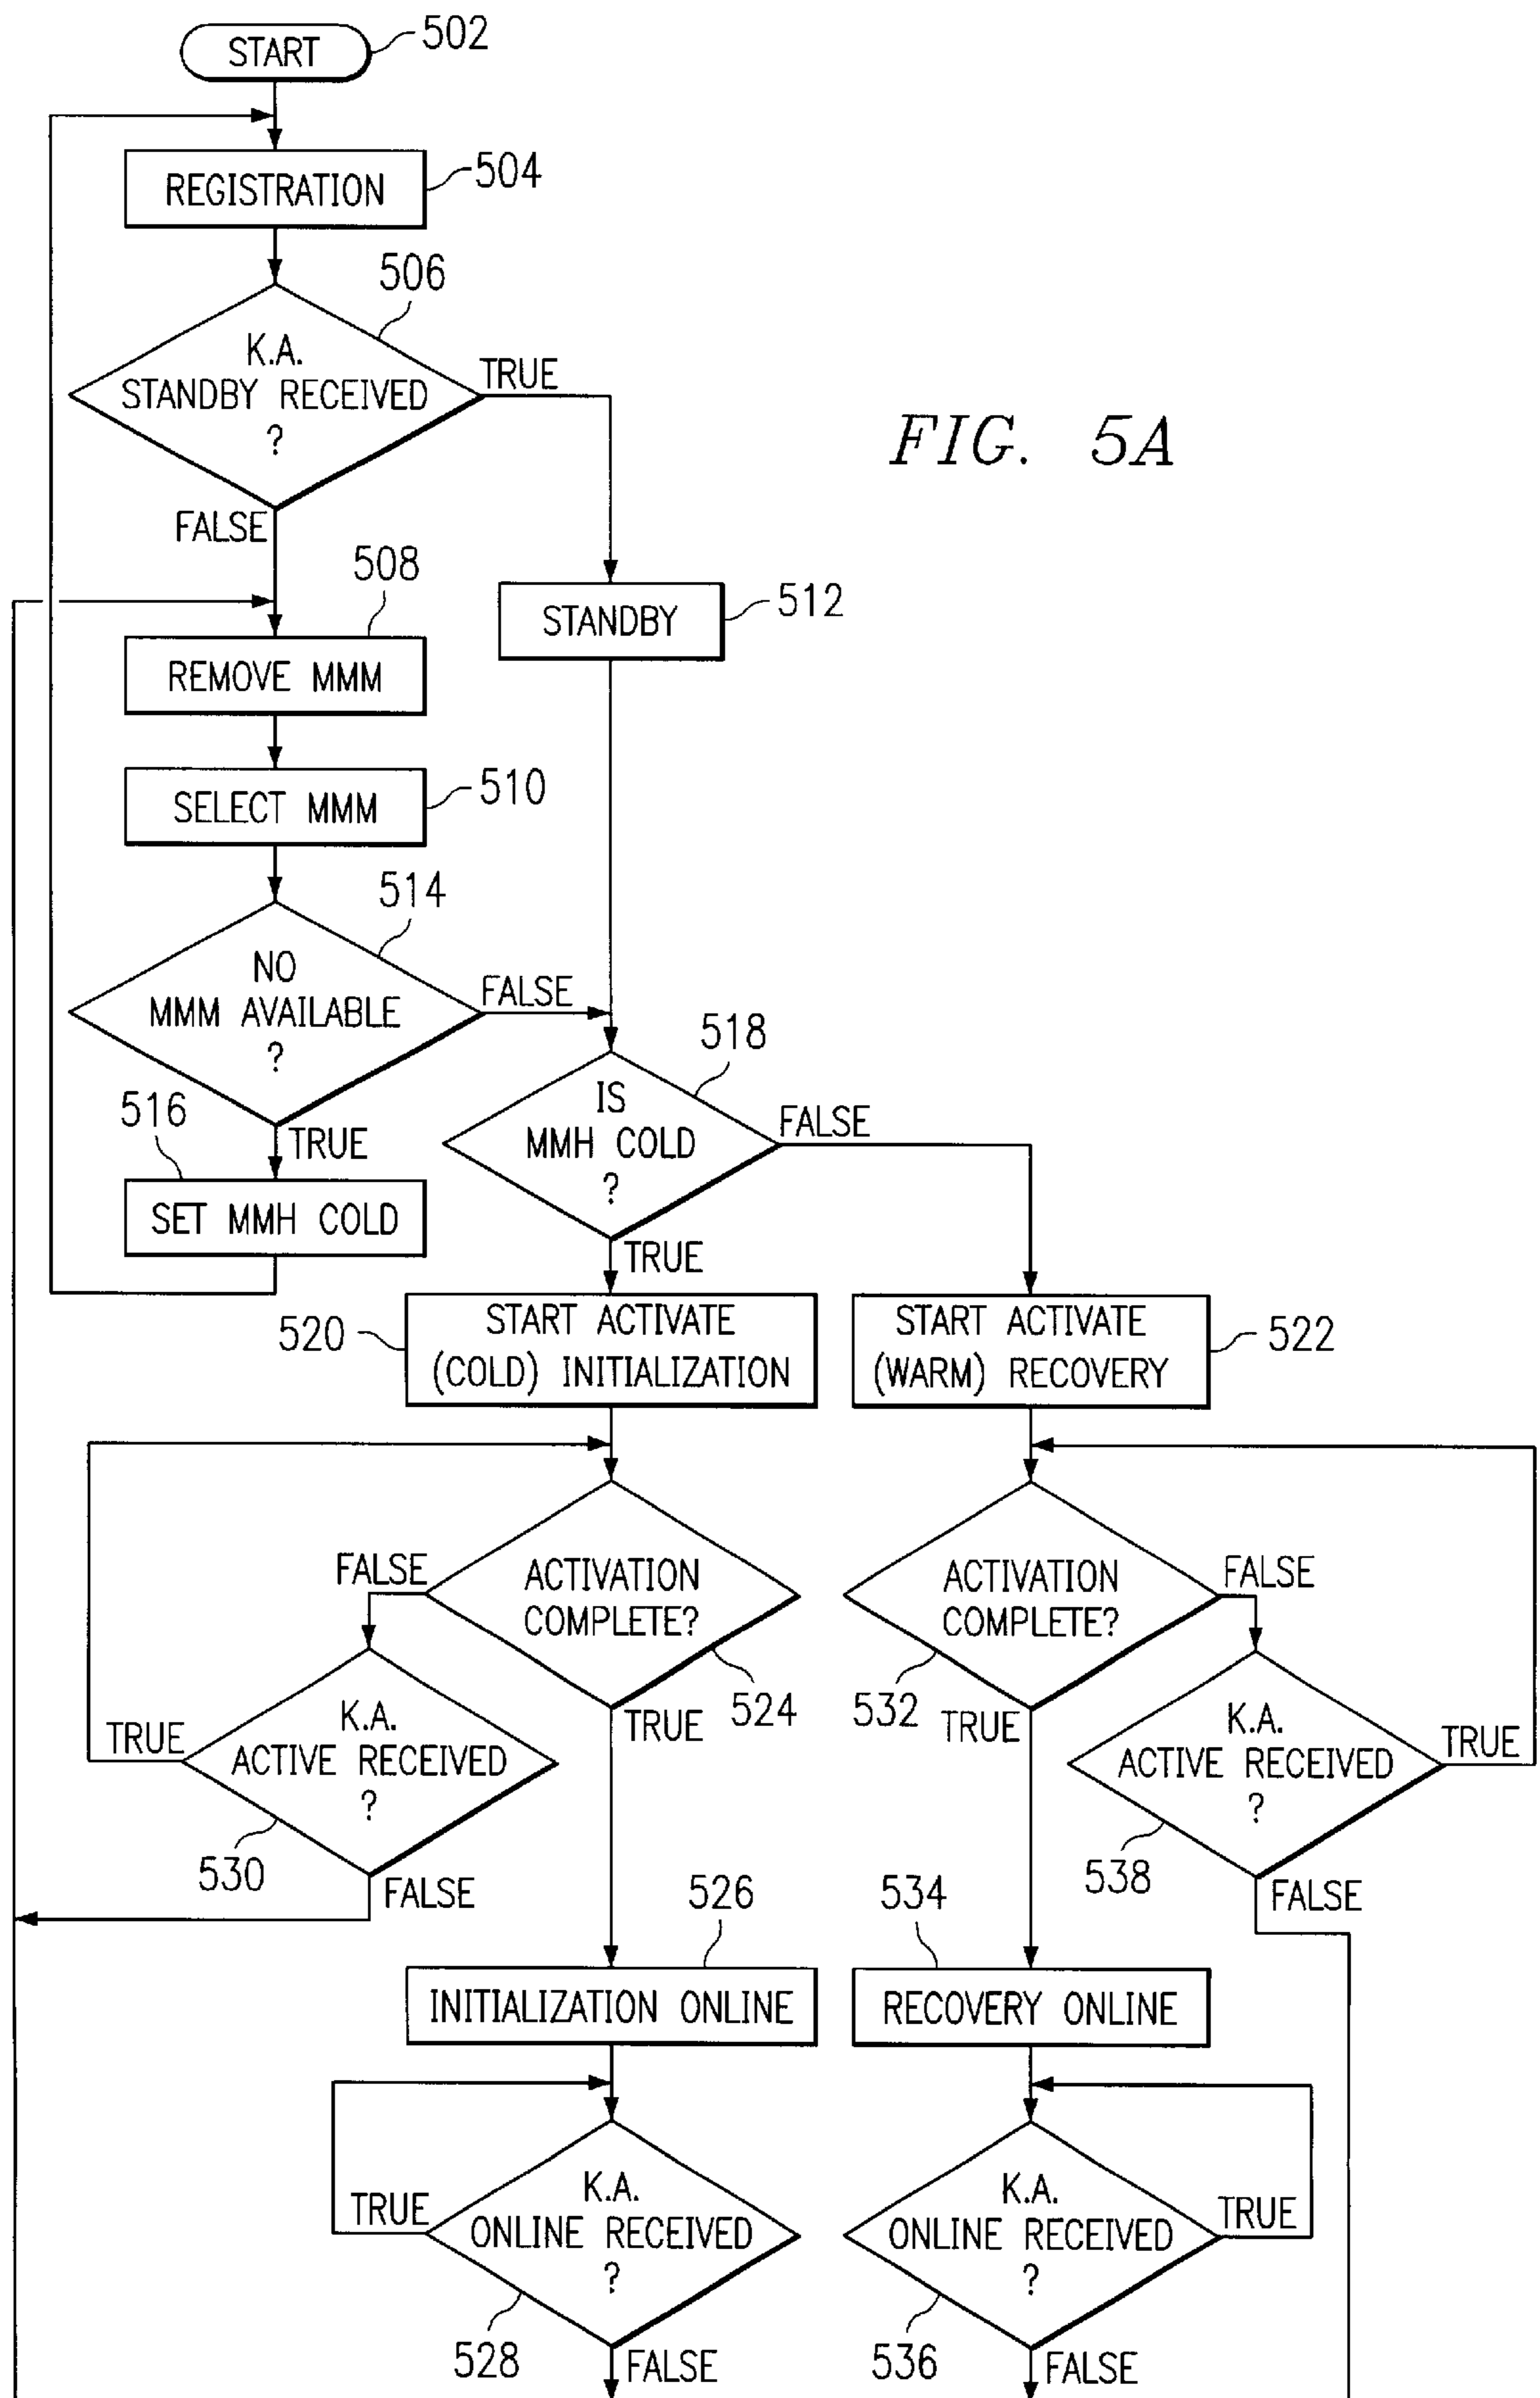 START
502
REGISTRATION
504
506
K.A.
STANDBY RECEIVED
?
TRUE
FALSE
FIG. 5A
508
STANDBY
512
REMOVE MMM
SELECT MMM
510
514
NO
MMM AVAILABLE
?
FALSE
TRUE
516
SET MMH COLD
518
IS
MMH COLD
?
FALSE
TRUE
520
START ACTIVATE
(COLD) INITIALIZATION
START ACTIVATE
(WARM) RECOVERY
522
FALSE
ACTIVATION
COMPLETE?
524
TRUE
ACTIVATION
COMPLETE?
FALSE
532
TRUE
TRUE
K.A.
ACTIVE RECEIVED
?
530
FALSE
K.A.
ACTIVE RECEIVED
?
TRUE
538
FALSE
526
INITIALIZATION ONLINE
534
RECOVERY ONLINE
TRUE
K.A.
ONLINE RECEIVED
?
528
FALSE
K.A.
ONLINE RECEIVED
?
TRUE
536
FALSE